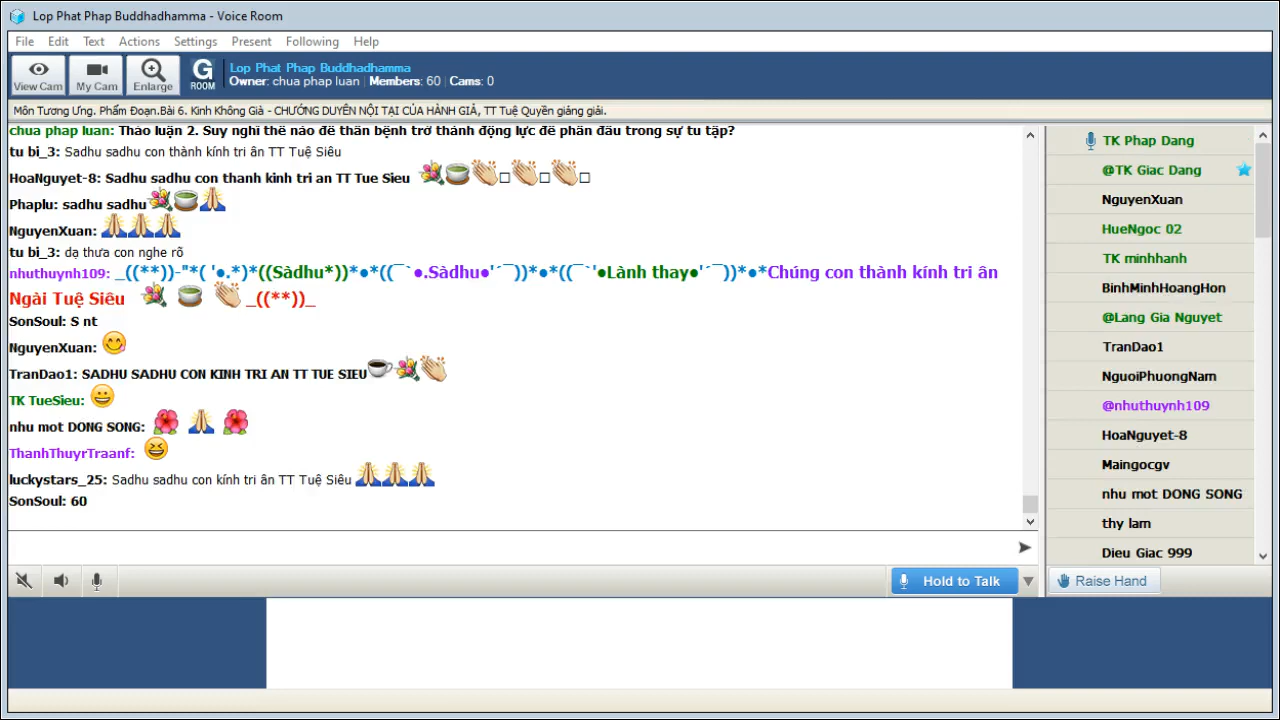 Lop Phat Phap Buddhadhamma - Voice Room
File Edit Text Actions Settings Present Following Help
View Cam My Cam Enlarge G ROOM
Lop Phat Phap Buddhadhamma
Owner: chua phap luan Members: 60 Cams: 0
Môn Tương Ưng. Phẩm Đoạn.Bài 6. Kinh Không Già - CHƯỚNG DUYÊN NỘI TẠI CỦA HÀNH GIẢ, TT Tuệ Quyền giảng giải.
chua phap luan: Thảo luận 2. Suy nghĩ thế nào để thân bệnh trở thành động lực để phấn đấu trong sự tu tập?
tu bi_3: Sadhu sadhu con thành kính tri ân TT Tuệ Siêu
HoaNguyet-8: Sadhu sadhu con thanh kinh tri an TT Tue Sieu
Phaplu: sadhu sadhu
NguyenXuan:
tu bi_3: dạ thưa con nghe rõ
nhuthuynh109: _((**))-"*( '●.*)*((Sàdhu*))*●*((¯`●.Sàdhu●'´¯))*●*((¯`'●Lành thay●'´¯))*●*Chúng con thành kính tri ân
Ngài Tuệ Siêu _((**))_
SonSoul: S nt
NguyenXuan:
TranDao1: SADHU SADHU CON KINH TRI AN TT TUE SIEU
TK TueSieu:
nhu mot DONG SONG:
ThanhThuyrTraanf:
luckystars_25: Sadhu sadhu con kính tri ân TT Tuệ Siêu
SonSoul: 60
Hold to Talk
TK Phap Dang
@TK Giac Dang
NguyenXuan
HueNgoc 02
TK minhhanh
BinhMinhHoangHon
@Lang Gia Nguyet
TranDao1
NguoiPhuongNam
@nhuthuynh109
HoaNguyet-8
Maingocgv
nhu mot DONG SONG
thy lam
Dieu Giac 999
Raise Hand